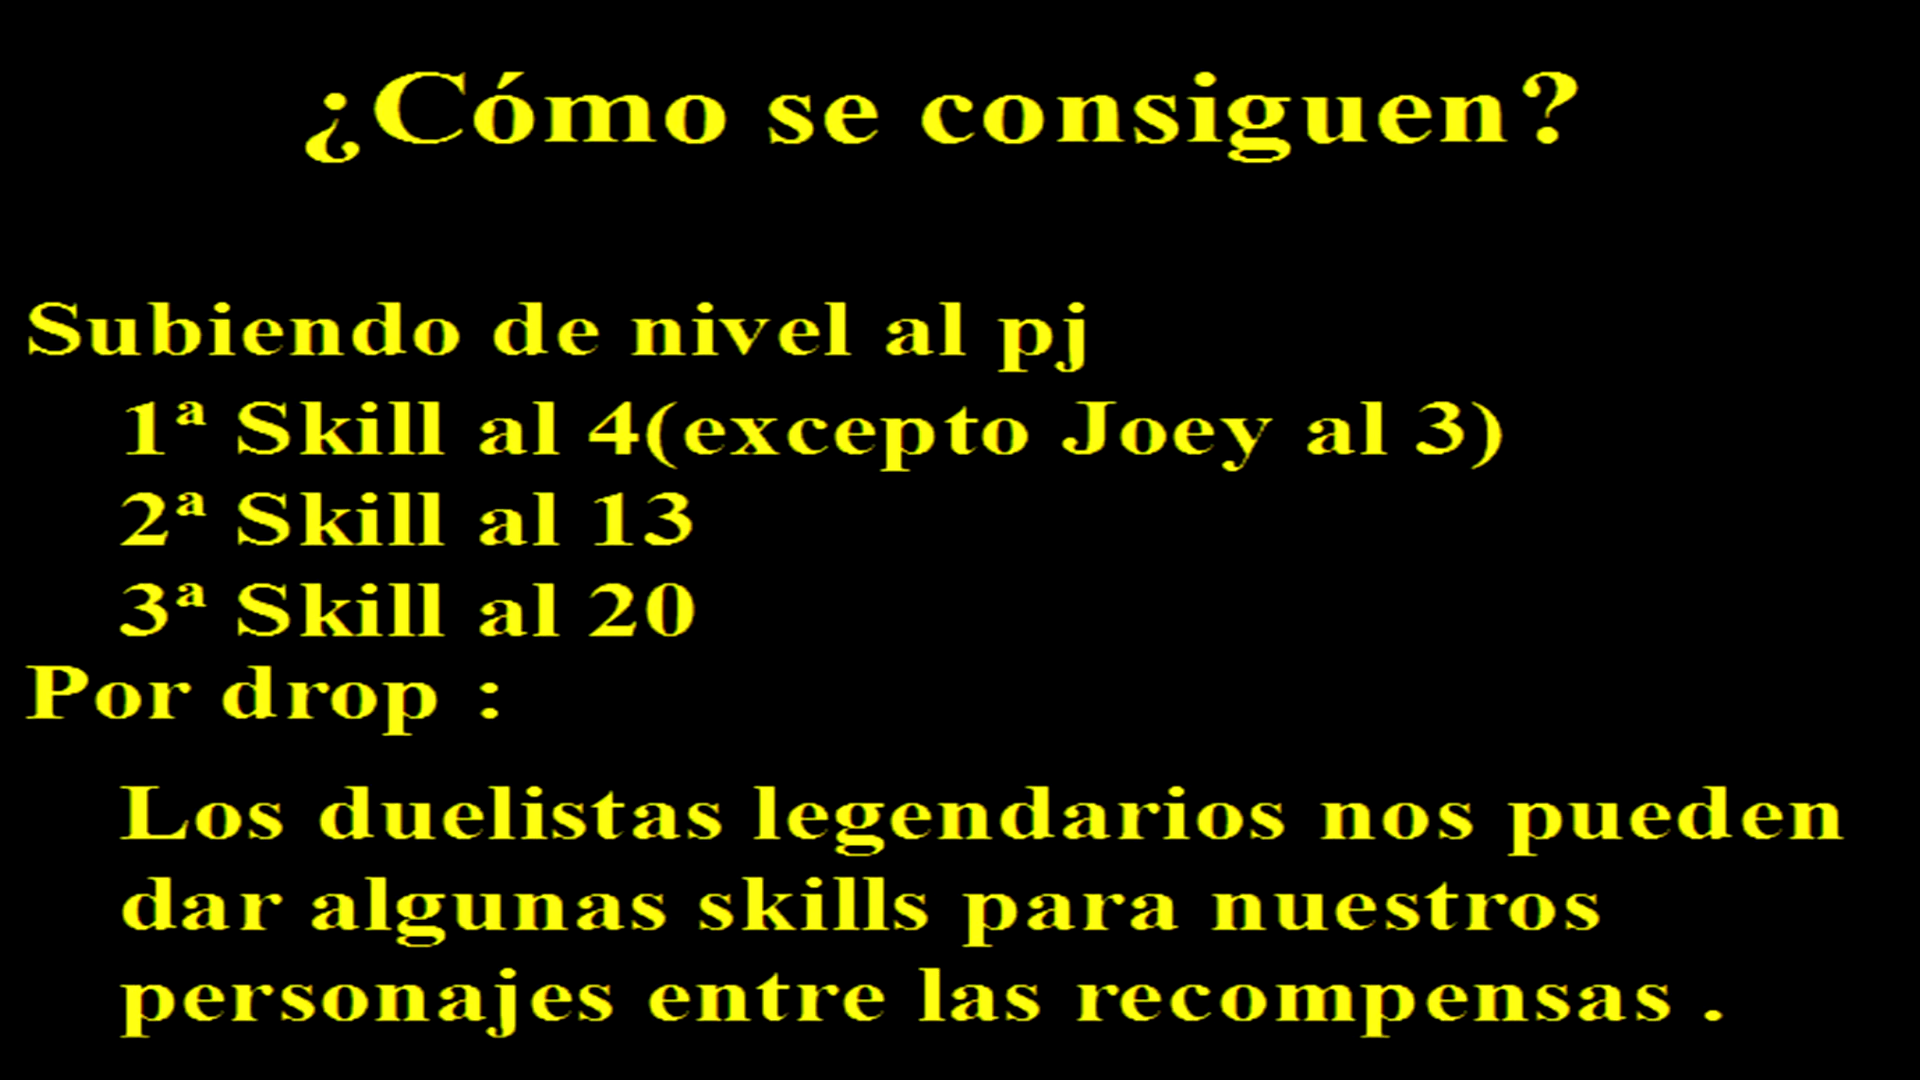 ¿Cómo se consiguen?
Subiendo de nivel al pj
1ª Skill al 4(excepto Joey al 3)
2ª Skill al 13
3ª Skill al 20
Por drop :
Los duelistas legendarios nos pueden
dar algunas skills para nuestros
personajes entre las recompensas .